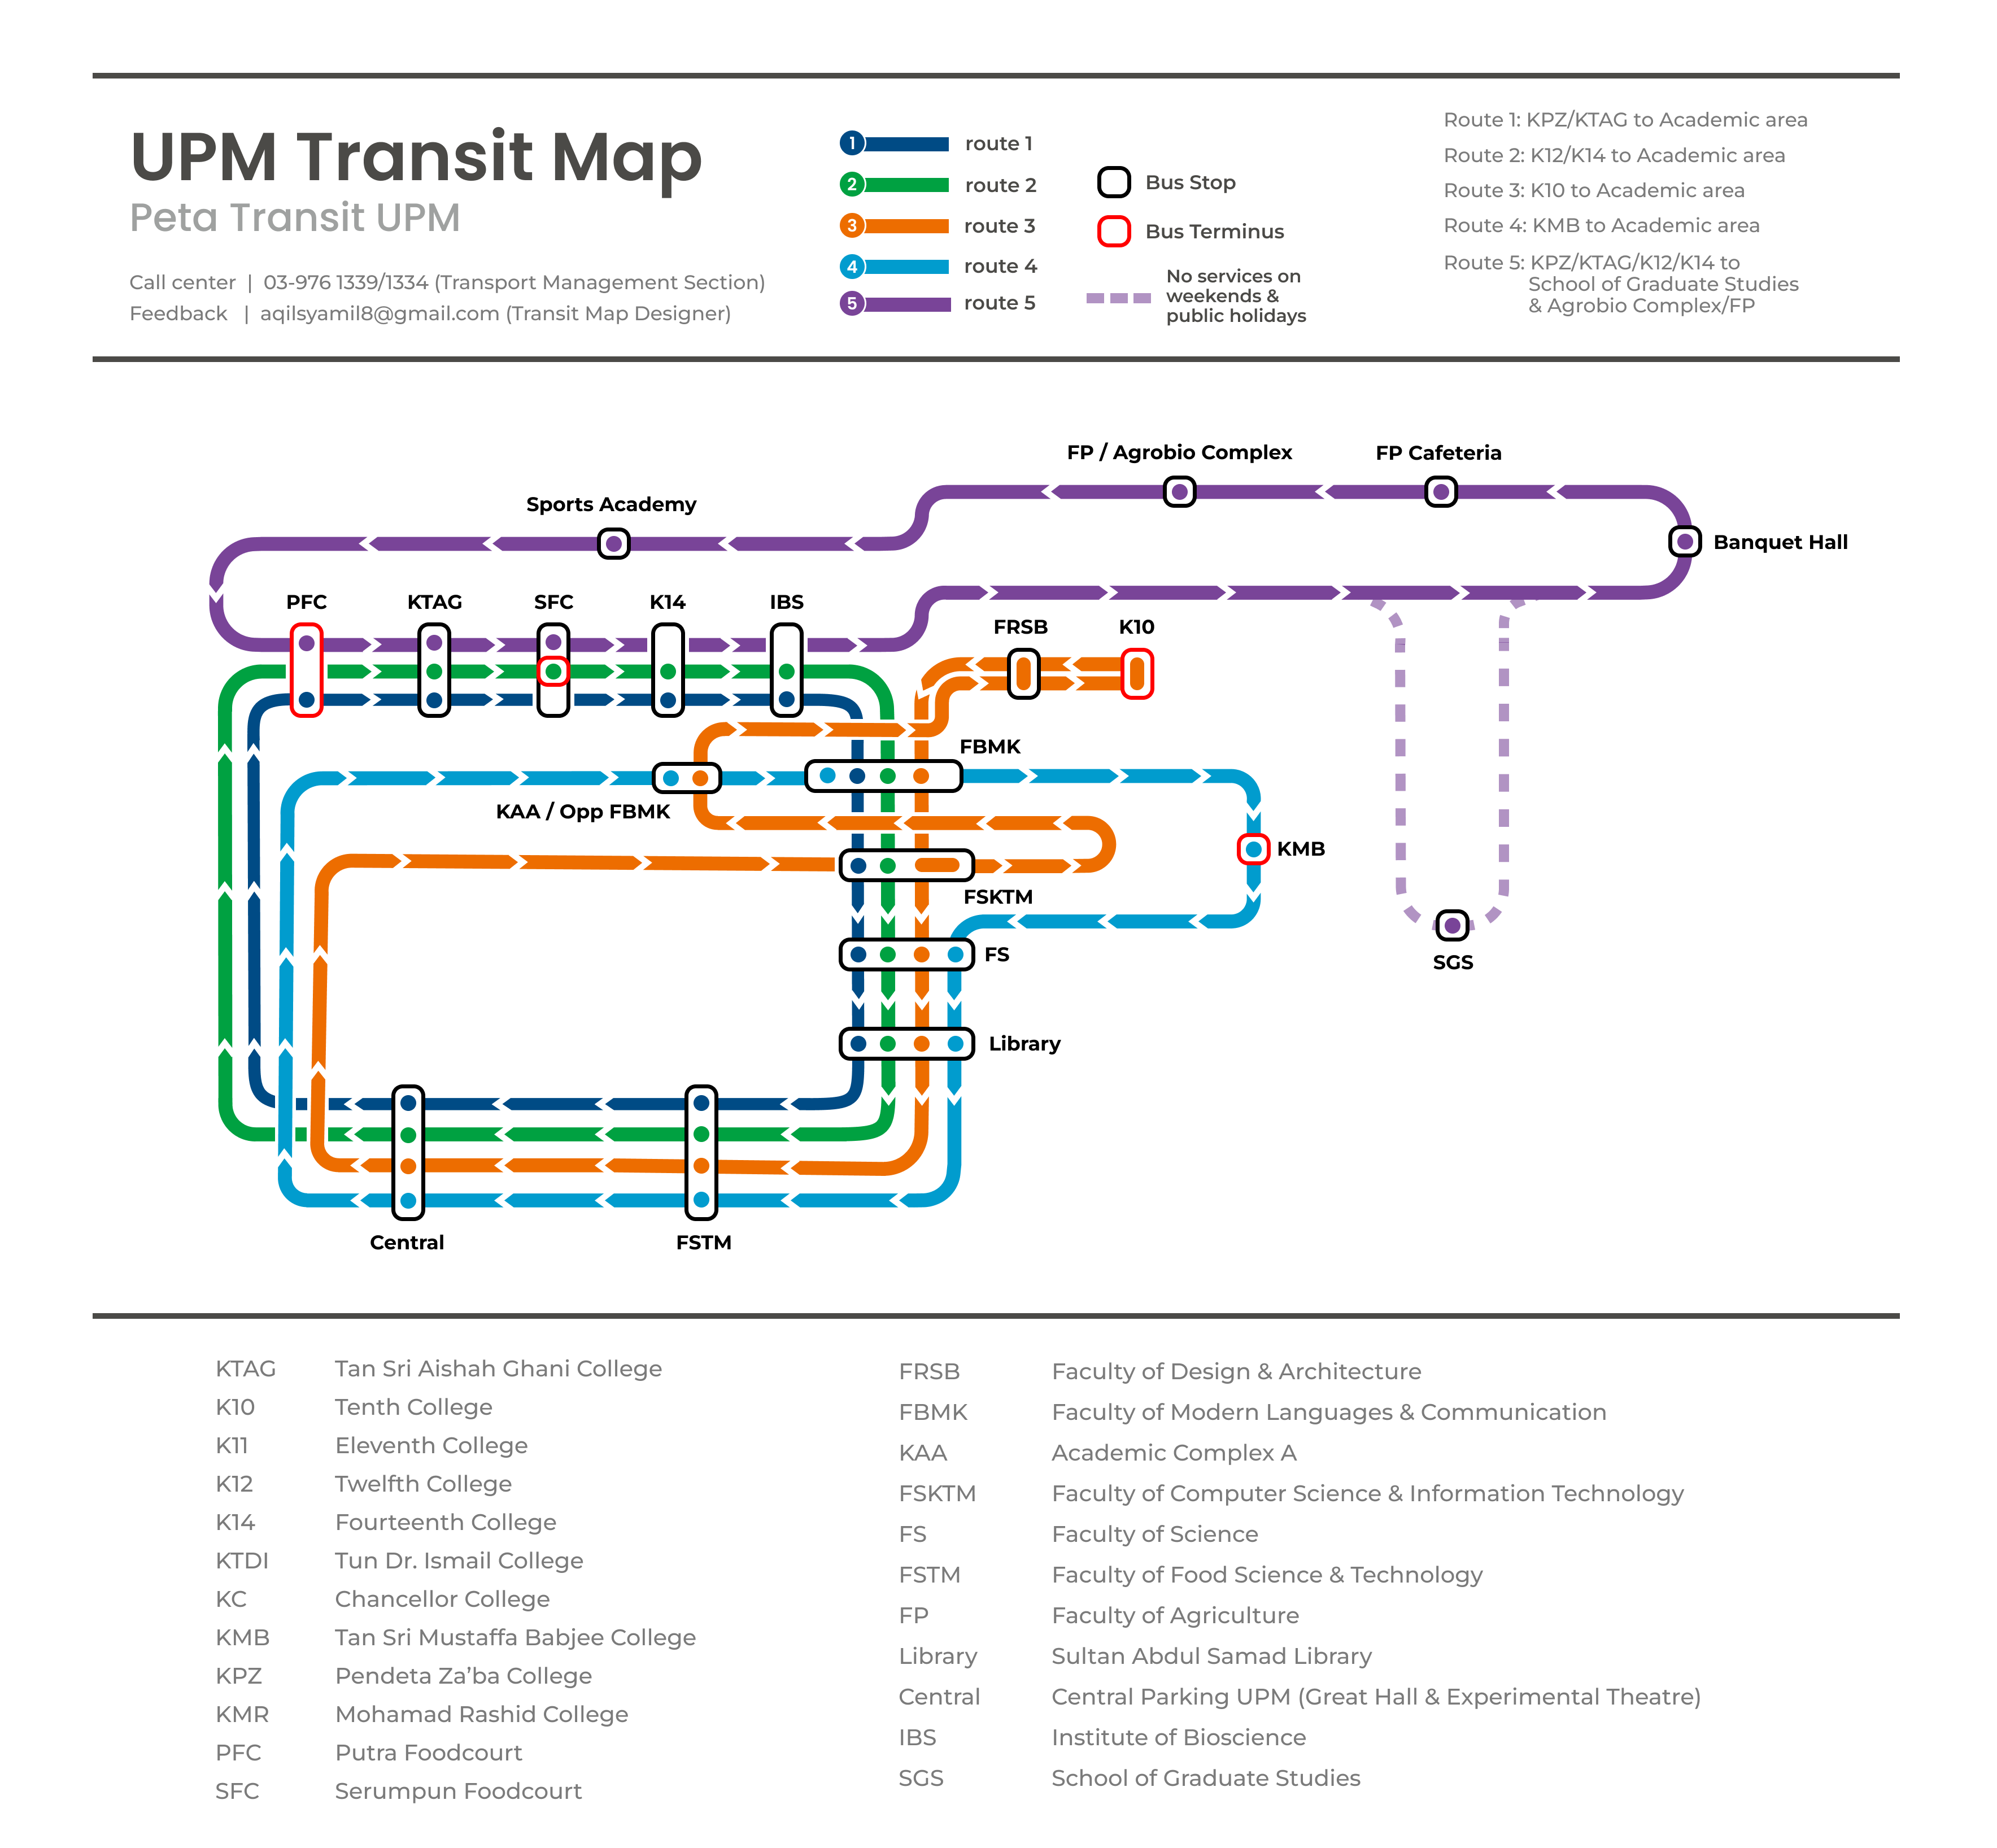 UPM Transit Map
Peta Transit UPM
Call center | 03-976 1339/1334 (Transport Management Section)
Feedback | aqilsyamil8@gmail.com (Transit Map Designer)
1 route 1
2 route 2
3 route 3
4 route 4
5 route 5
Bus Stop
Bus Terminus
No services on
weekends &
public holidays
Route 1: KPZ/KTAG to Academic area
Route 2: K12/K14 to Academic area
Route 3: K10 to Academic area
Route 4: KMB to Academic area
Route 5: KPZ/KTAG/K12/K14 to
School of Graduate Studies
& Agrobio Complex/FP
FP / Agrobio Complex
FP Cafeteria
Sports Academy
Banquet Hall
PFC
KTAG
SFC
K14
IBS
FRSB
K10
FBMK
KAA / Opp FBMK
KMB
FSKTM
FS
SGS
Library
Central
FSTM
KTAG Tan Sri Aishah Ghani College
K10 Tenth College
K11 Eleventh College
K12 Twelfth College
K14 Fourteenth College
KTDI Tun Dr. Ismail College
KC Chancellor College
KMB Tan Sri Mustaffa Babjee College
KPZ Pendeta Za’ba College
KMR Mohamad Rashid College
PFC Putra Foodcourt
SFC Serumpun Foodcourt
FRSB Faculty of Design & Architecture
FBMK Faculty of Modern Languages & Communication
KAA Academic Complex A
FSKTM Faculty of Computer Science & Information Technology
FS Faculty of Science
FSTM Faculty of Food Science & Technology
FP Faculty of Agriculture
Library Sultan Abdul Samad Library
Central Central Parking UPM (Great Hall & Experimental Theatre)
IBS Institute of Bioscience
SGS School of Graduate Studies